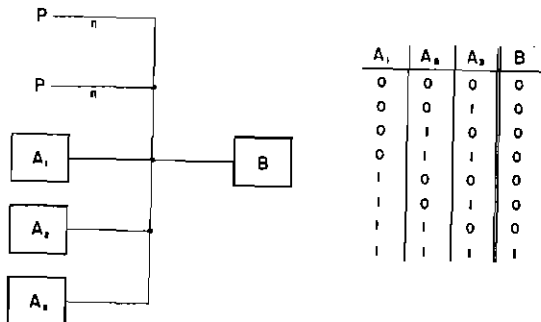 P n
P n
A₁
A₂
A₃
B
A₁ A₂ A₃ B
0 0 0 0
0 0 1 0
0 1 0 0
0 1 1 0
1 0 0 0
1 0 1 0
1 1 0 0
1 1 1 1